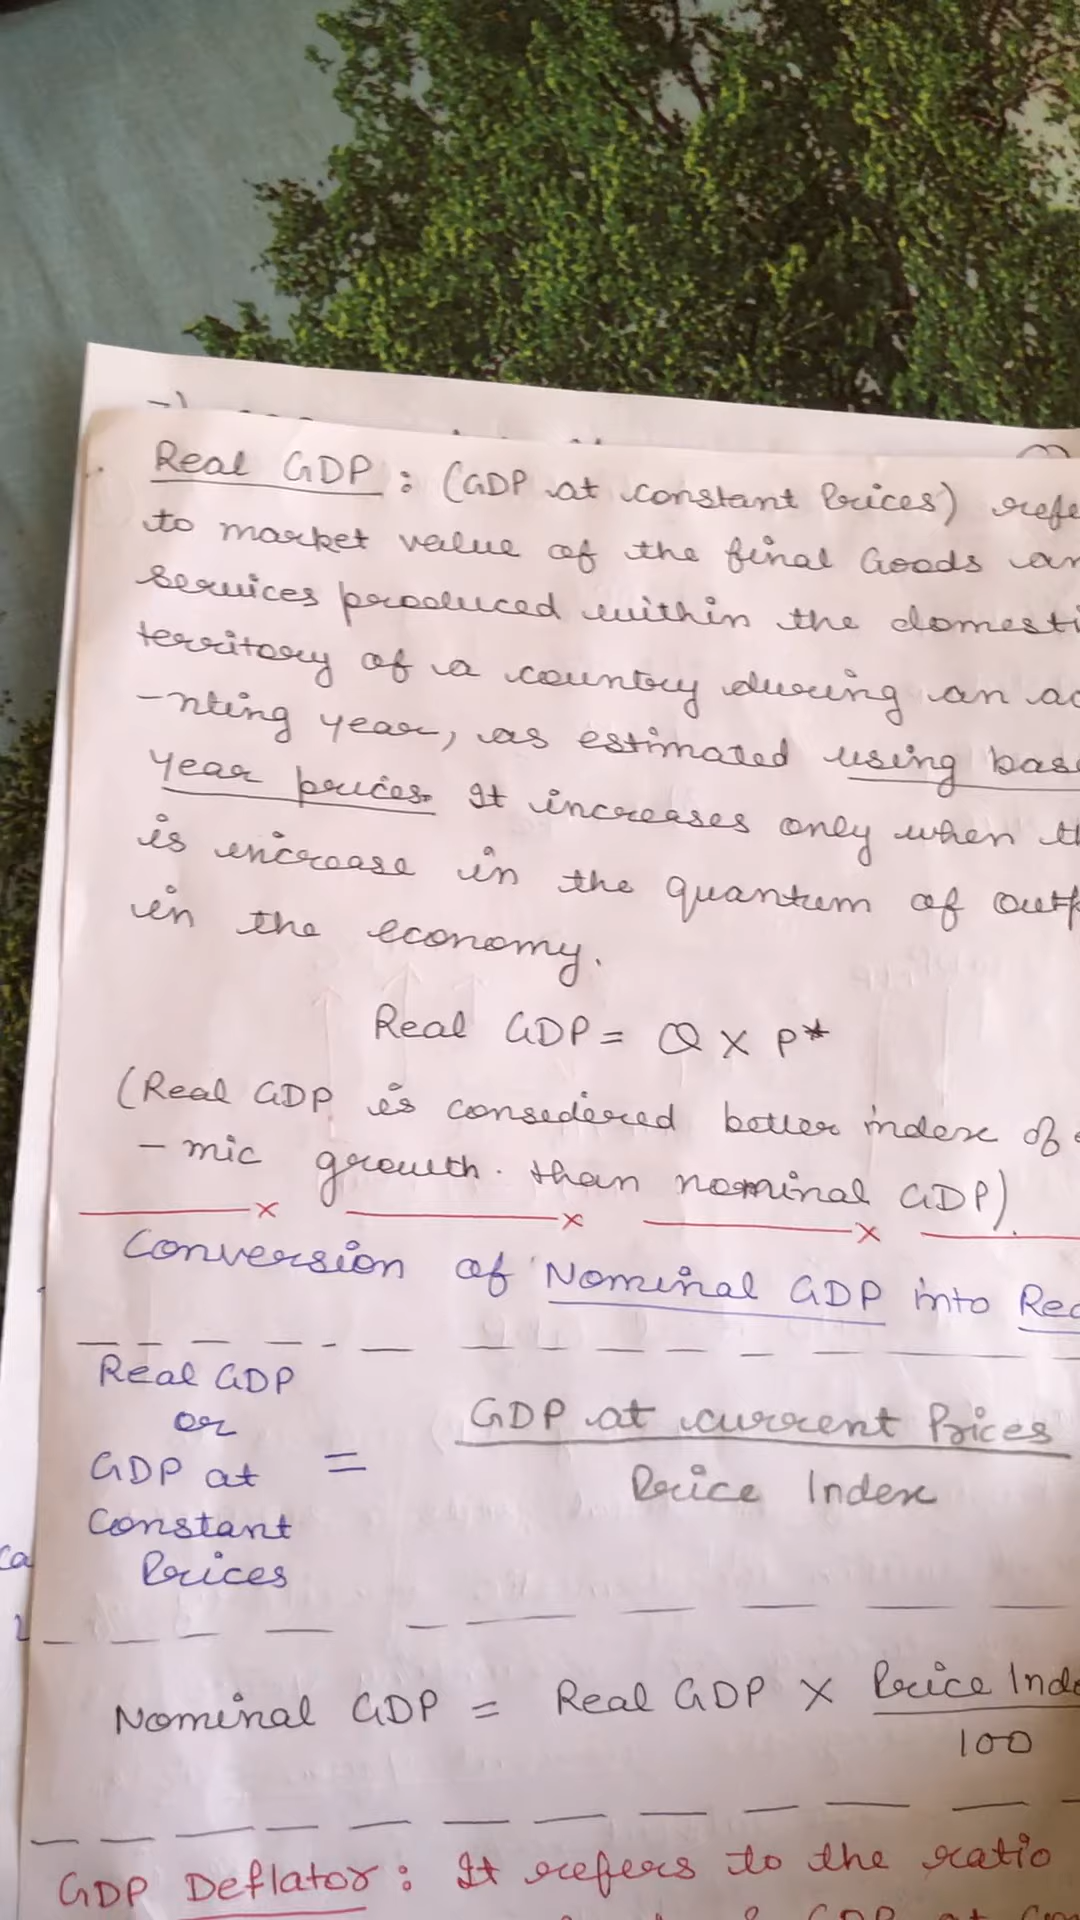 Real GDP : (GDP at constant Prices) refe
to market value of the final Goods an
services produced within the domesti
territory of a country during an ac
-nting year, as estimated using base
year prices. It increases only when th
is increase in the quantum of outp
in the economy.
Real GDP = Q X P*
(Real GDP is considered better index of e
- mic growth. than nominal GDP).
Conversion of Nominal GDP into Rea
Real GDP
or
GDP at
Constant
Prices
=
GDP at current Prices
Price Index
Nominal GDP = Real GDP X Price Inde
100
GDP Deflator : It refers to the ratio